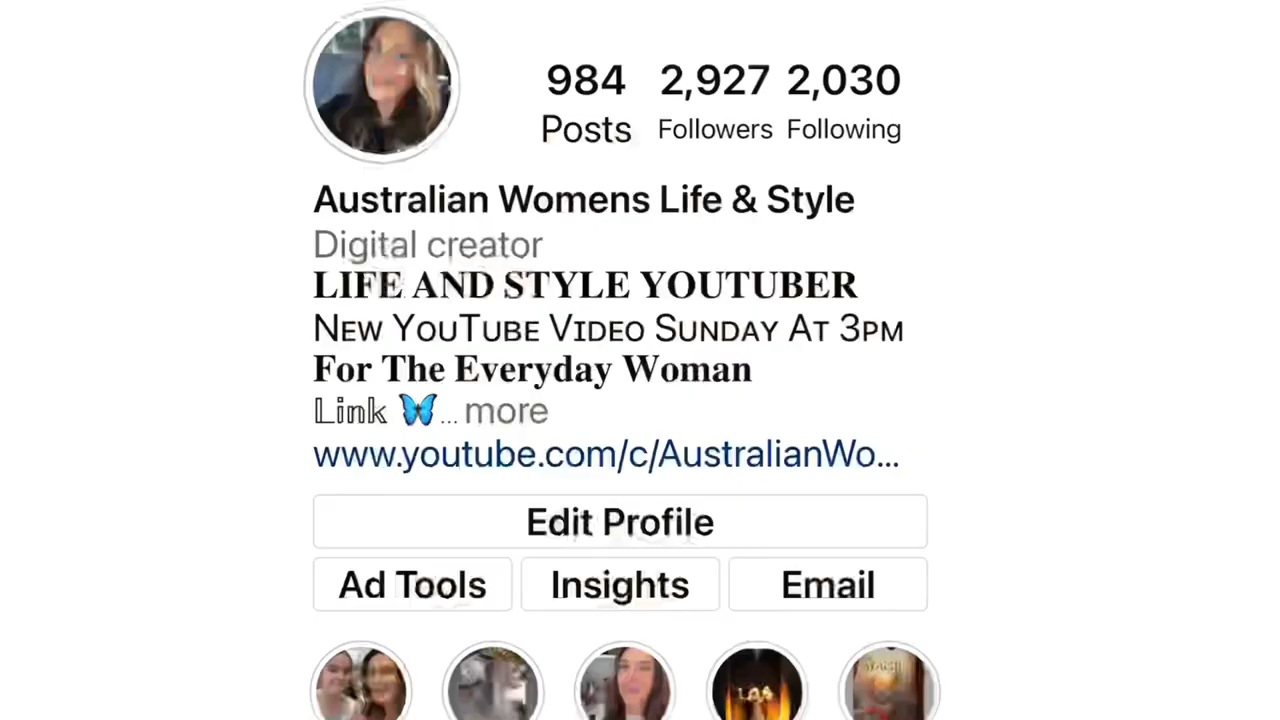 984 2,927 2,030
Posts Followers Following
Australian Womens Life & Style
Digital creator
LIFE AND STYLE YOUTUBER
New YouTube Video Sunday At 3pm
For The Everyday Woman
𝕃𝕚𝕟𝕜 🦋... more
www.youtube.com/c/AustralianWo...
Edit Profile
Ad Tools Insights Email